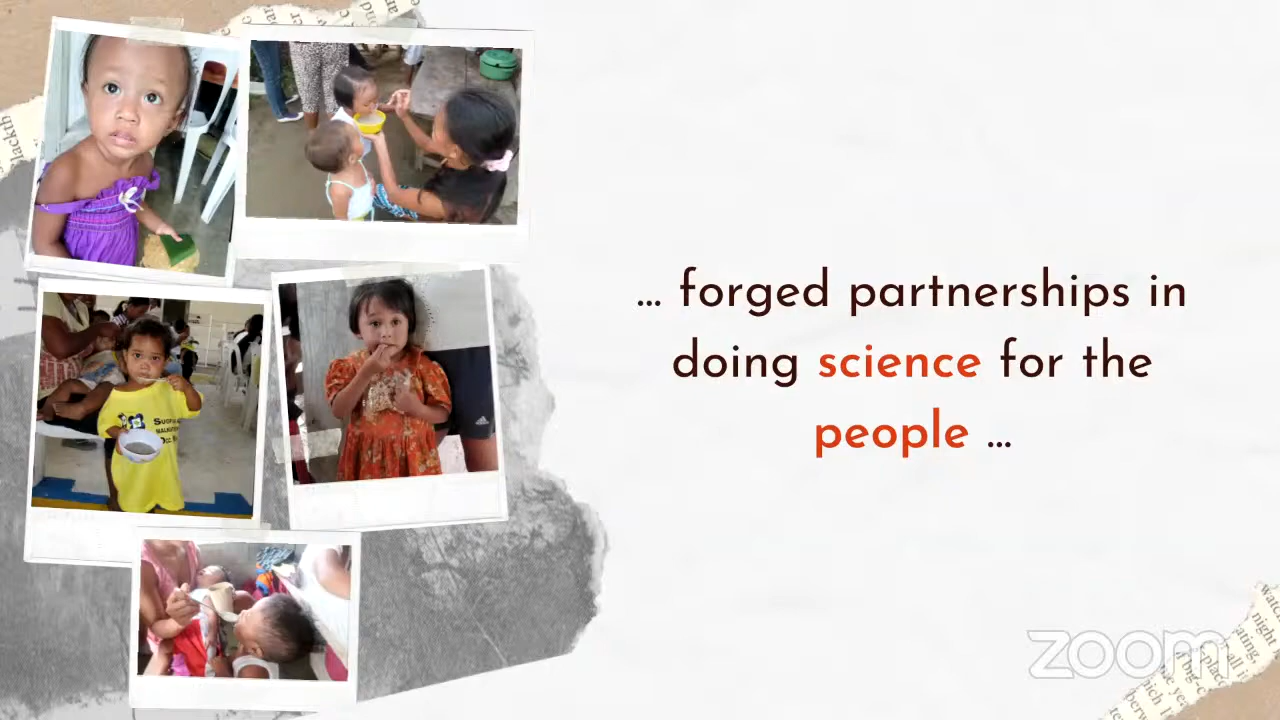 ... forged partnerships in
doing science for the
people ...
zoom